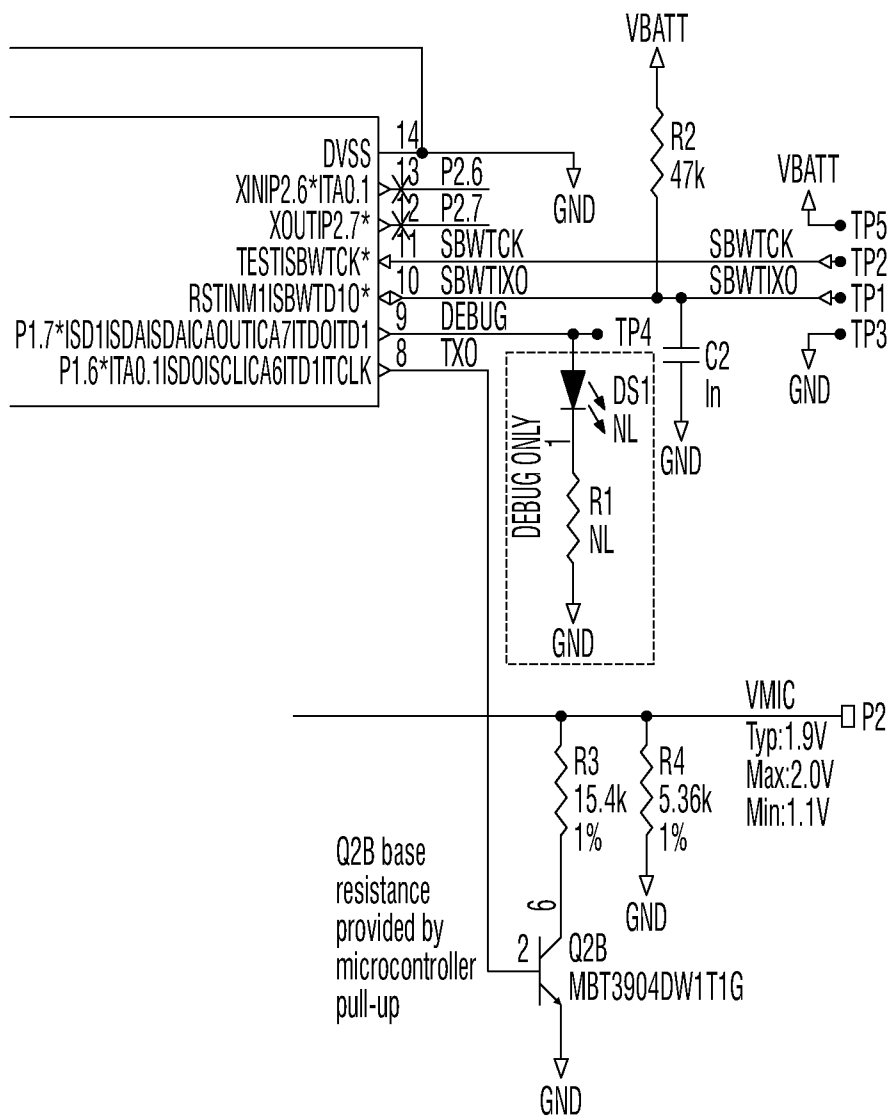 VBATT
R2
47k
VBATT
TP5
DVSS
14
GND
XINIP2.6*ITA0.1
13
P2.6
XOUTIP2.7*
12
P2.7
TESTISBWTCK*
11
SBWTCK
SBWTCK
TP2
RSTINM1ISBWTD10*
10
SBWTIXO
SBWTIXO
TP1
P1.7*ISD1ISDAISDAICAOUTICA7ITDOITD1
9
DEBUG
TP4
TP3
GND
P1.6*ITA0.1ISDOISCLICA6ITD1ITCLK
8
TXO
C2
In
GND
DEBUG ONLY
DS1
NL
1
R1
NL
GND
VMIC
P2
Typ:1.9V
Max:2.0V
Min:1.1V
R3
15.4k
1%
R4
5.36k
1%
GND
Q2B base
resistance
provided by
microcontroller
pull-up
6
2
Q2B
MBT3904DW1T1G
GND